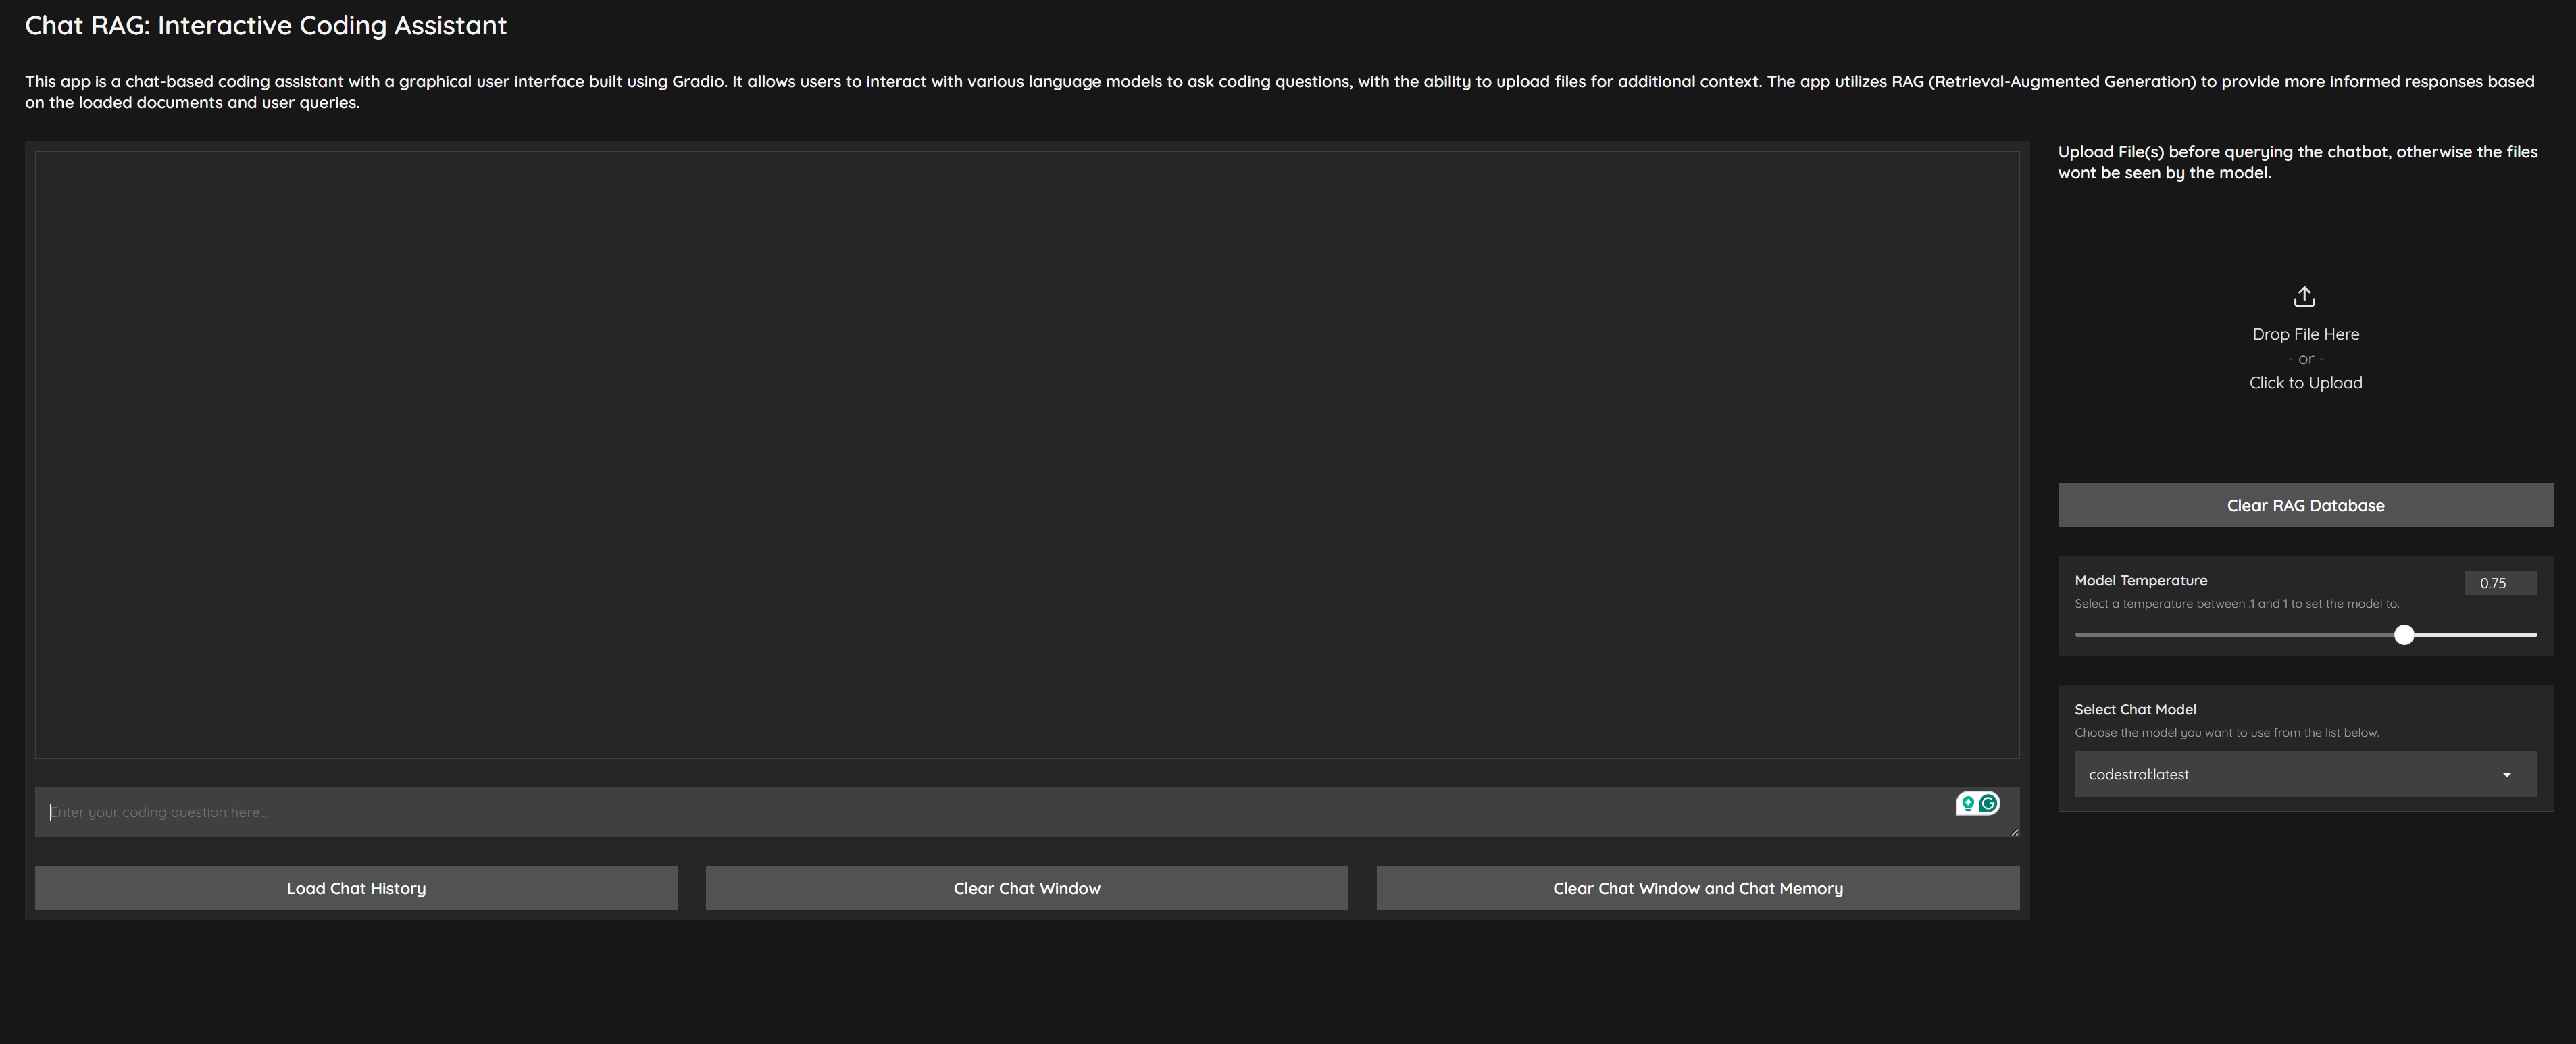 Chat RAG: Interactive Coding Assistant
This app is a chat-based coding assistant with a graphical user interface built using Gradio. It allows users to interact with various language models to ask coding questions, with the ability to upload files for additional context. The app utilizes RAG (Retrieval-Augmented Generation) to provide more informed responses based
on the loaded documents and user queries.
Upload File(s) before querying the chatbot, otherwise the files
wont be seen by the model.
Drop File Here
- or -
Click to Upload
Clear RAG Database
Model Temperature
0.75
Select a temperature between .1 and 1 to set the model to.
Select Chat Model
Choose the model you want to use from the list below.
codestral:latest
Enter your coding question here...
Load Chat History
Clear Chat Window
Clear Chat Window and Chat Memory